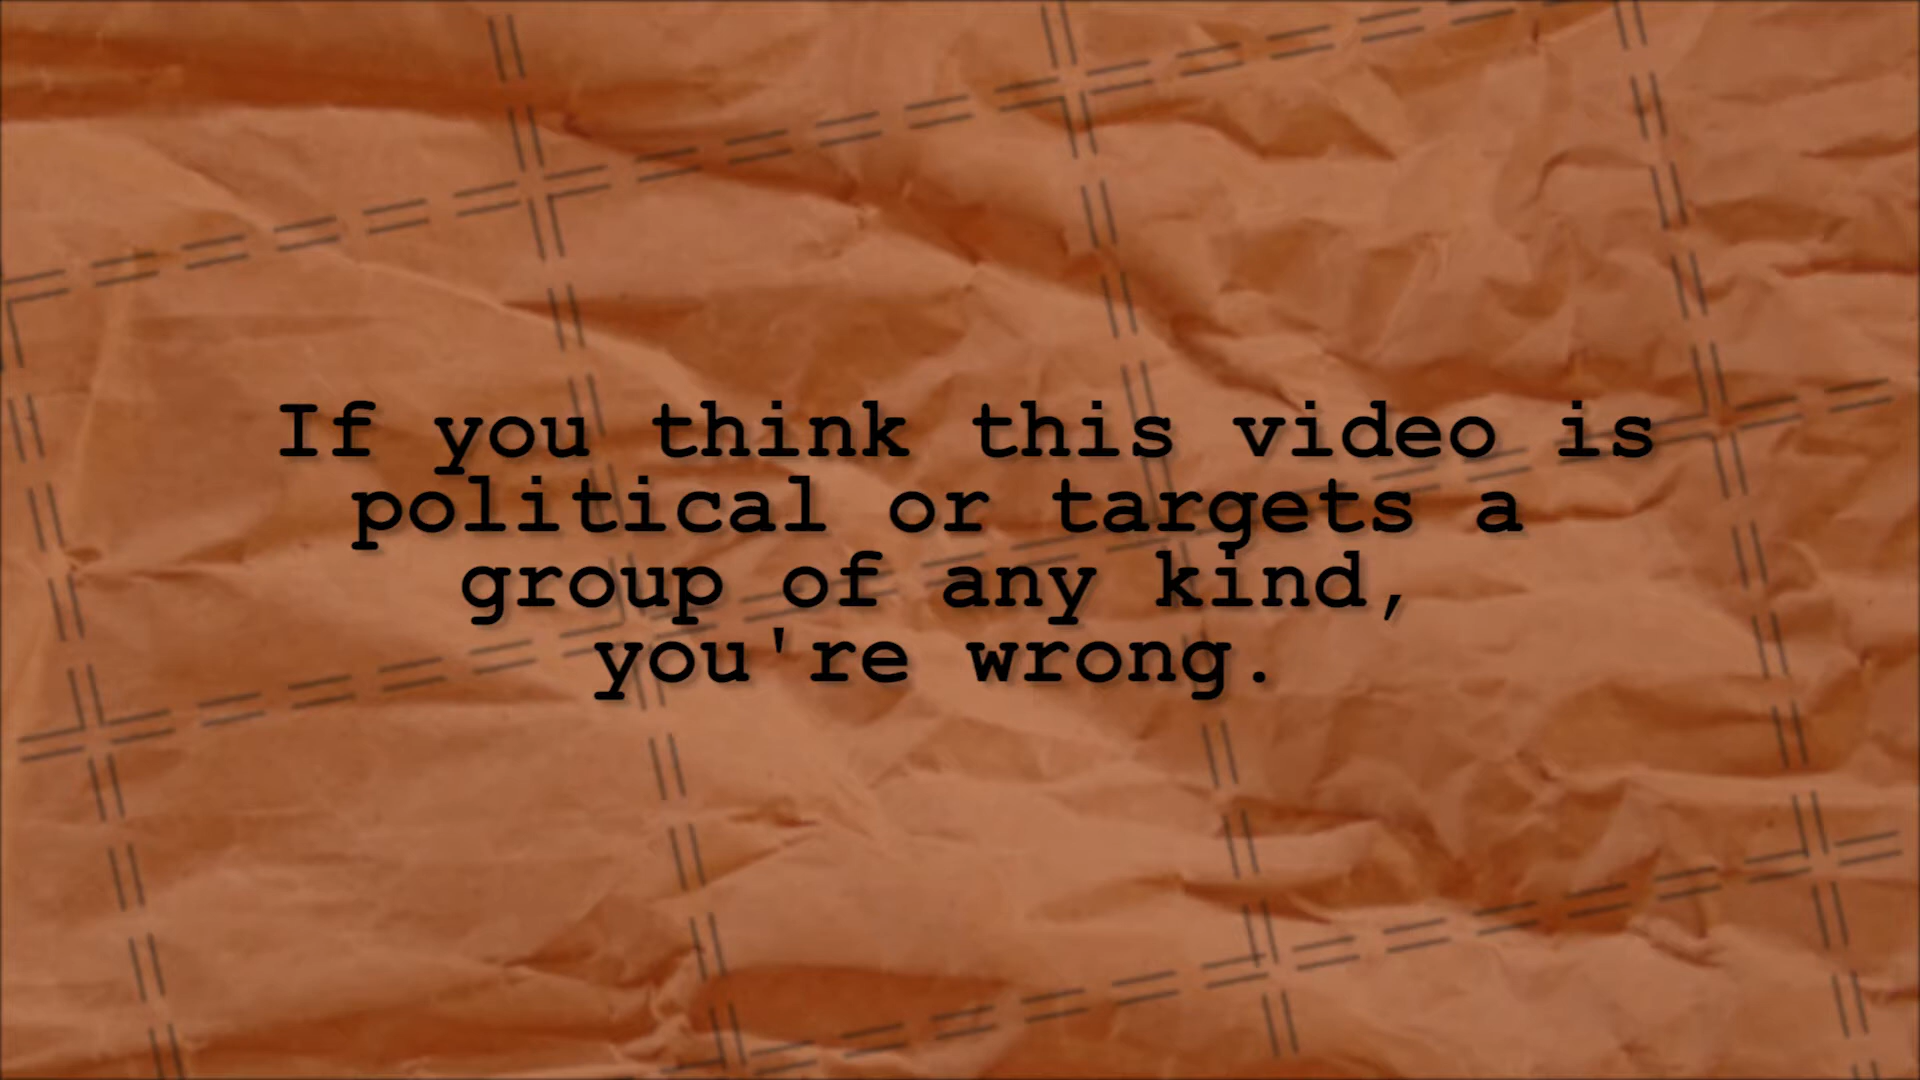 If you think this video is
political or targets a
group of any kind,
you're wrong.